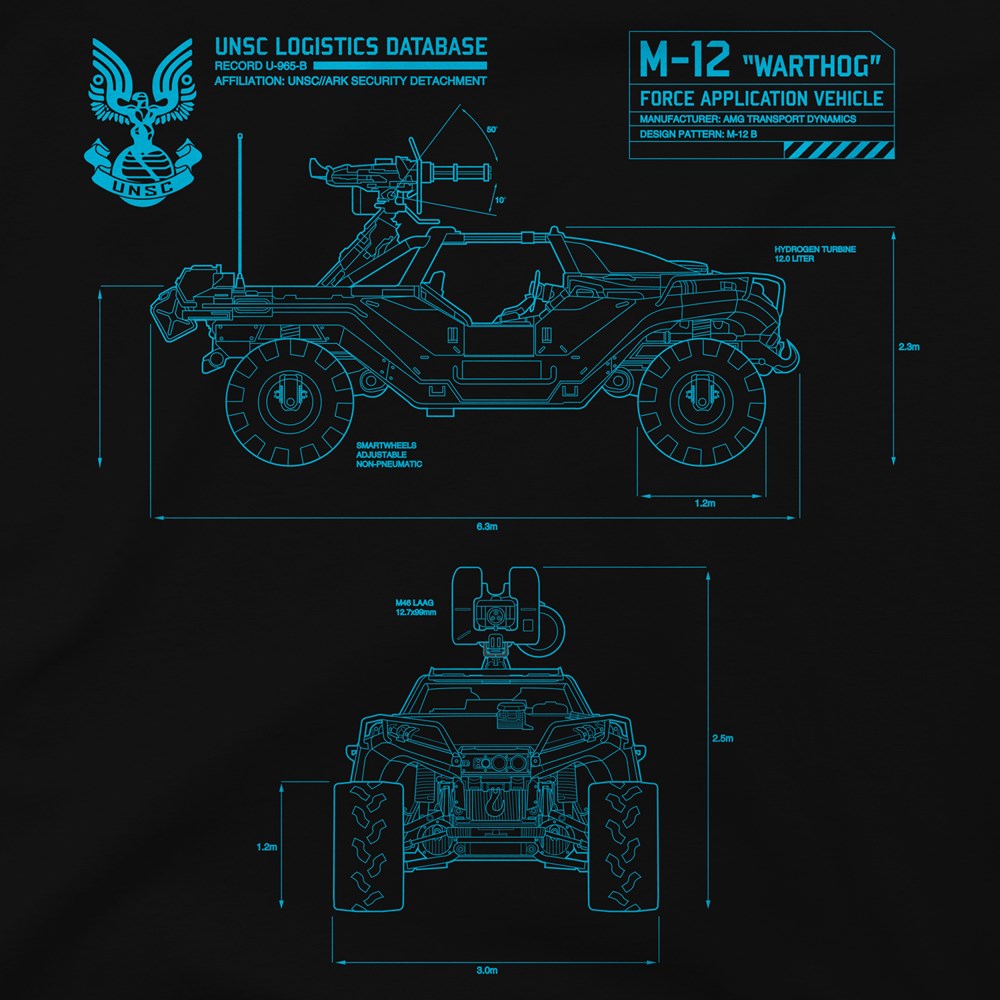 UNSC LOGISTICS DATABASE
RECORD U-965-B
AFFILIATION: UNSC//ARK SECURITY DETACHMENT
UNSC
M-12 "WARTHOG"
FORCE APPLICATION VEHICLE
MANUFACTURER: AMG TRANSPORT DYNAMICS
DESIGN PATTERN: M-12 B
50°
10°
HYDROGEN TURBINE
12.0 LITER
2.3m
SMARTWHEELS
ADJUSTABLE
NON-PNEUMATIC
1.2m
6.3m
M46 LAAG
12.7x99mm
2.5m
1.2m
3.0m